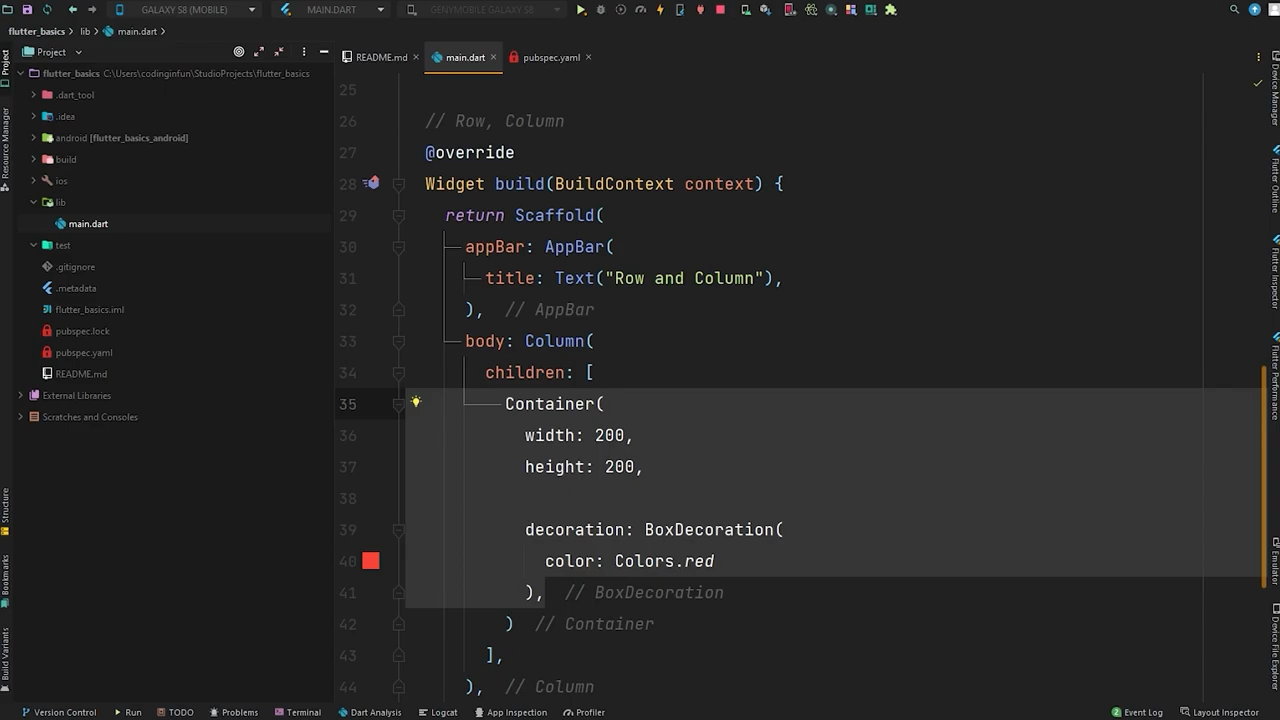 GALAXY S8 (MOBILE)
MAIN.DART
GENYMOBILE GALAXY S8
flutter_basics
lib
main.dart
Project
README.md
main.dart
pubspec.yaml
flutter_basics C:\Users\codinginfun\StudioProjects\flutter_basics
.dart_tool
.idea
android [flutter_basics_android]
build
ios
lib
main.dart
test
.gitignore
.metadata
flutter_basics.iml
pubspec.lock
pubspec.yaml
README.md
External Libraries
Scratches and Consoles
Project
Resource Manager
Structure
Bookmarks
Build Variants
25
26 // Row, Column
27 @override
28 Widget build(BuildContext context) {
29 return Scaffold(
30 appBar: AppBar(
31 title: Text("Row and Column"),
32 ), // AppBar
33 body: Column(
34 children: [
35 Container(
36 width: 200,
37 height: 200,
38
39 decoration: BoxDecoration(
40 color: Colors.red
41 ), // BoxDecoration
42 ) // Container
43 ],
44 ), // Column
Device Manager
Flutter Outline
Flutter Inspector
Flutter Performance
Emulator
Device File Explorer
Version Control
Run
TODO
Problems
Terminal
Dart Analysis
Logcat
App Inspection
Profiler
Event Log
Layout Inspector